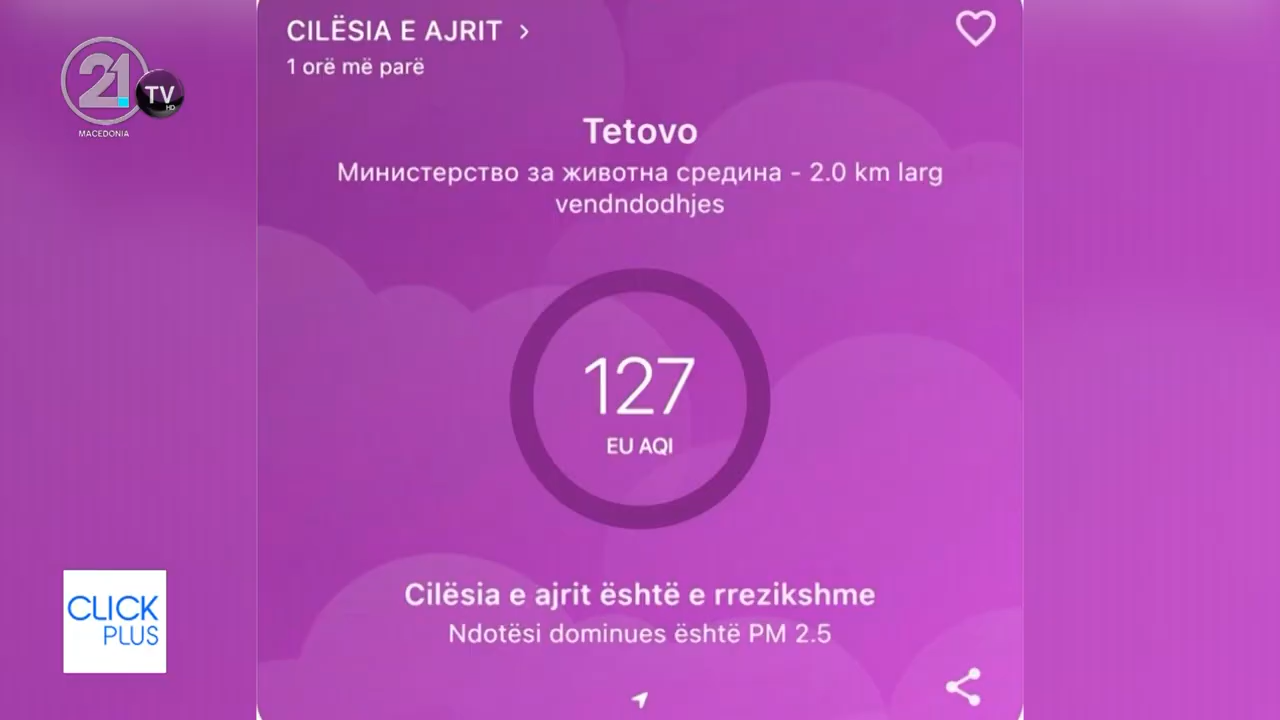 CILËSIA E AJRIT >
1 orë më parë
21
TV
HD
MACEDONIA
Tetovo
Министерство за животна средина - 2.0 km larg
vendndodhjes
127
EU AQI
Cilësia e ajrit është e rrezikshme
Ndotësi dominues është PM 2.5
CLICK
PLUS